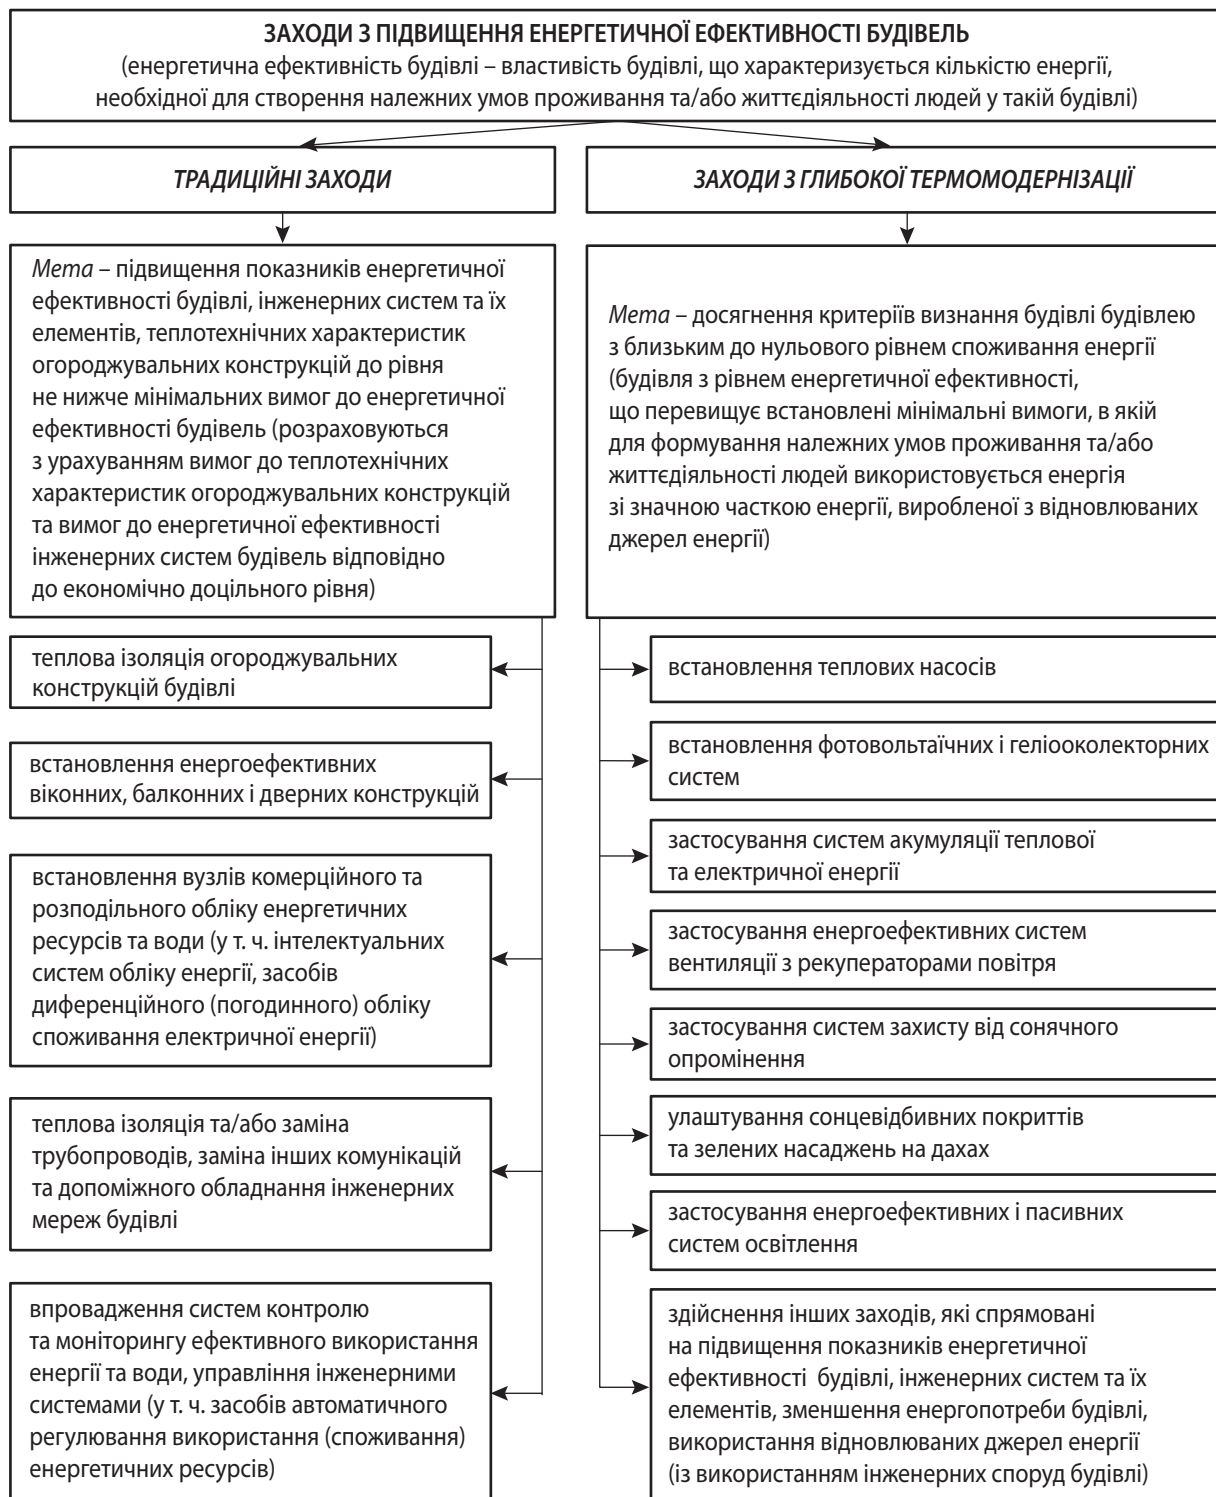 ЗАХОДИ З ПІДВИЩЕННЯ ЕНЕРГЕТИЧНОЇ ЕФЕКТИВНОСТІ БУДІВЕЛЬ
(енергетична ефективність будівлі – властивість будівлі, що характеризується кількістю енергії,
необхідної для створення належних умов проживання та/або життєдіяльності людей у такій будівлі)
ТРАДИЦІЙНІ ЗАХОДИ
Мета – підвищення показників енергетичної
ефективності будівлі, інженерних систем та їх
елементів, теплотехнічних характеристик
огороджувальних конструкцій до рівня
не нижче мінімальних вимог до енергетичної
ефективності будівель (розраховуються
з урахуванням вимог до теплотехнічних
характеристик огороджувальних конструкцій
та вимог до енергетичної ефективності
інженерних систем будівель відповідно
до економічно доцільного рівня)
теплова ізоляція огороджувальних
конструкцій будівлі
встановлення енергоефективних
віконних, балконних і дверних конструкцій
встановлення вузлів комерційного та
розподільного обліку енергетичних
ресурсів та води (у т. ч. інтелектуальних
систем обліку енергії, засобів
диференційного (погодинного) обліку
споживання електричної енергії)
теплова ізоляція та/або заміна
трубопроводів, заміна інших комунікацій
та допоміжного обладнання інженерних
мереж будівлі
впровадження систем контролю
та моніторингу ефективного використання
енергії та води, управління інженерними
системами (у т. ч. засобів автоматичного
регулювання використання (споживання)
енергетичних ресурсів)
ЗАХОДИ З ГЛИБОКОЇ ТЕРМОМОДЕРНІЗАЦІЇ
Мета – досягнення критеріїв визнання будівлі будівлею
з близьким до нульового рівнем споживання енергії
(будівля з рівнем енергетичної ефективності,
що перевищує встановлені мінімальні вимоги, в якій
для формування належних умов проживання та/або
життєдіяльності людей використовується енергія
зі значною часткою енергії, виробленої з відновлюваних
джерел енергії)
встановлення теплових насосів
встановлення фотовольтаїчних і геліооколекторних
систем
застосування систем акумуляції теплової
та електричної енергії
застосування енергоефективних систем
вентиляції з рекуператорами повітря
застосування систем захисту від сонячного
опромінення
улаштування сонцевідбивних покриттів
та зелених насаджень на дахах
застосування енергоефективних і пасивних
систем освітлення
здійснення інших заходів, які спрямовані
на підвищення показників енергетичної
ефективності будівлі, інженерних систем та їх
елементів, зменшення енергопотреби будівлі,
використання відновлюваних джерел енергії
(із використанням інженерних споруд будівлі)